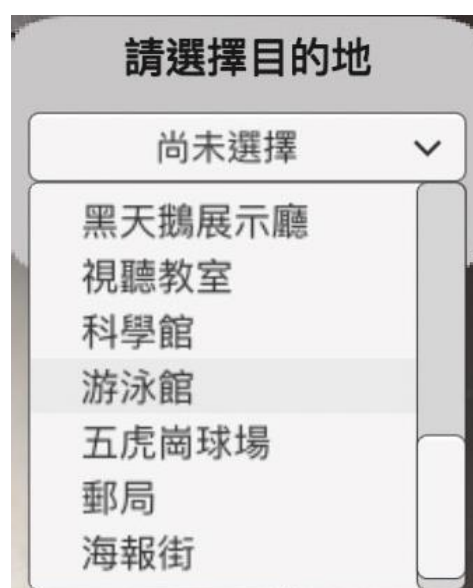 請選擇目的地
尚未選擇
黑天鵝展示廳
視聽教室
科學館
游泳館
五虎崗球場
郵局
海報街